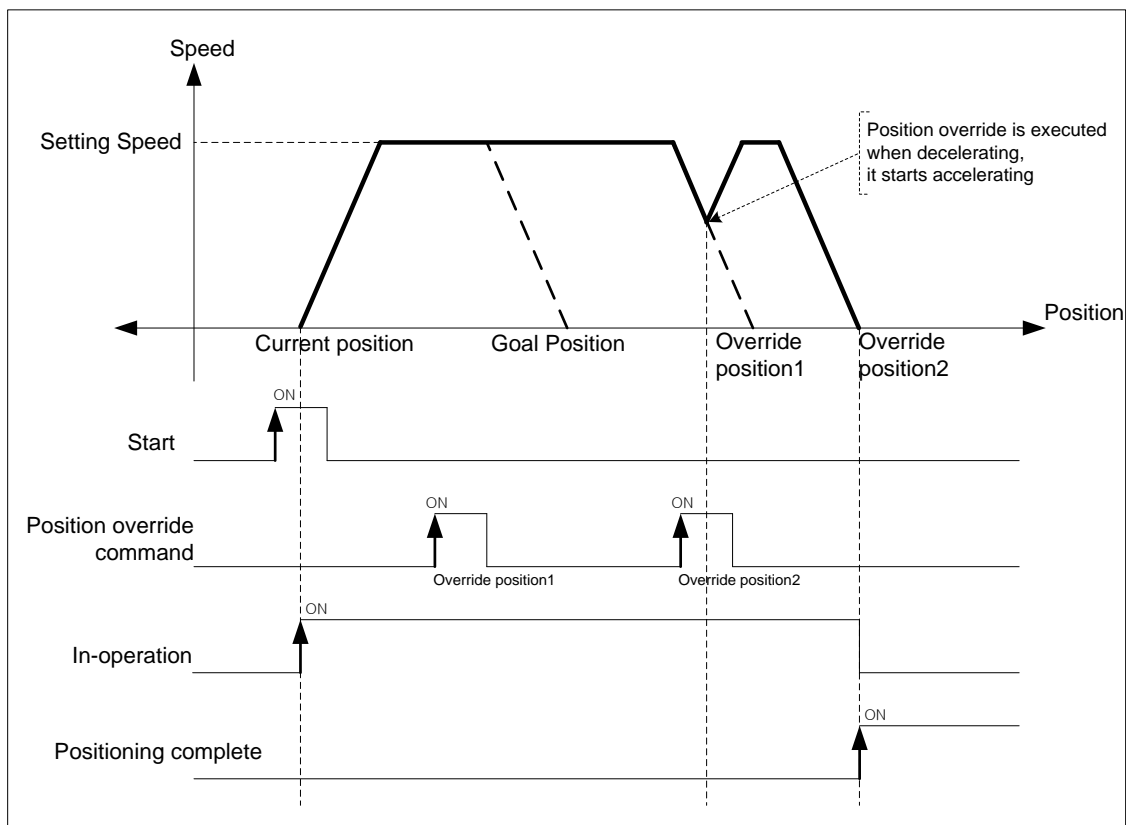 Speed
Setting Speed
Position override is executed
when decelerating,
it starts accelerating
Position
Current position
Goal Position
Override
position1
Override
position2
ON
Start
ON
ON
Position override
command
Override position1
Override position2
ON
In-operation
ON
Positioning complete